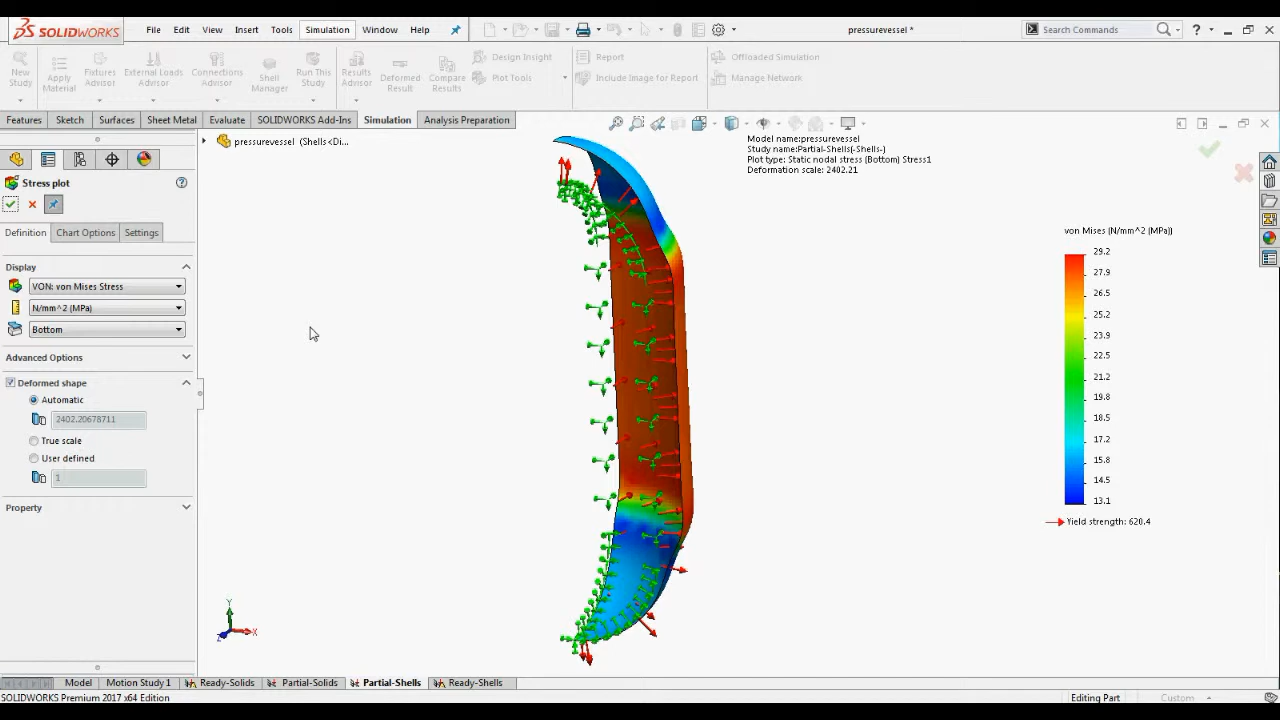 SOLIDWORKS File Edit View Insert Tools Simulation Window Help pressurevessel * Search Commands ?
New Study Apply Material Fixtures Advisor External Loads Advisor Connections Advisor Shell Manager Run This Study Results Advisor Deformed Result Compare Results Design Insight Plot Tools Report Include Image for Report Offloaded Simulation Manage Network
Features Sketch Surfaces Sheet Metal Evaluate SOLIDWORKS Add-Ins Simulation Analysis Preparation
pressurevessel (Shells<Di...
Model name:pressurevessel
Study name:Partial-Shells(-Shells-)
Plot type: Static nodal stress (Bottom) Stress1
Deformation scale: 2402.21
Stress plot ?
Definition Chart Options Settings
Display
VON: von Mises Stress
N/mm^2 (MPa)
Bottom
Advanced Options
Deformed shape
Automatic
2402.20678711
True scale
User defined
1
Property
von Mises (N/mm^2 (MPa))
29.2
27.9
26.5
25.2
23.9
22.5
21.2
19.8
18.5
17.2
15.8
14.5
13.1
Yield strength: 620.4
Y
Z X
Model Motion Study 1 Ready-Solids Partial-Solids Partial-Shells Ready-Shells
SOLIDWORKS Premium 2017 x64 Edition Editing Part Custom